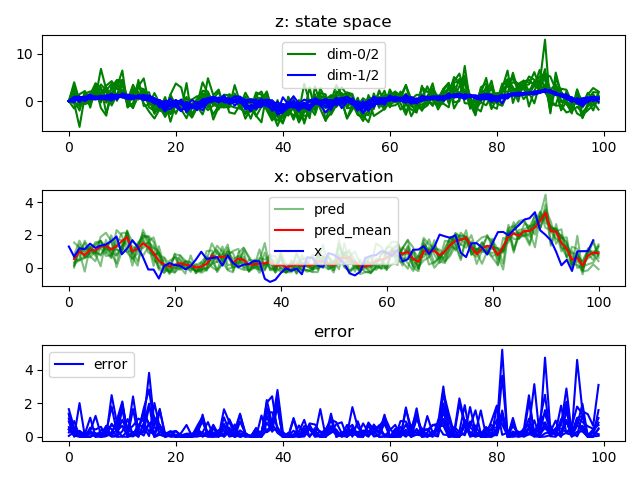 z: state space
10
0
dim-0/2
dim-1/2
0 20 40 60 80 100
x: observation
4
2
0
pred
pred_mean
x
0 20 40 60 80 100
error
4
2
0
error
0 20 40 60 80 100